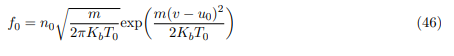 f_0 = n_0 \sqrt{\frac{m}{2\pi K_b T_0}} \exp\left(\frac{m(v - u_0)^2}{2K_b T_0}\right) (46)